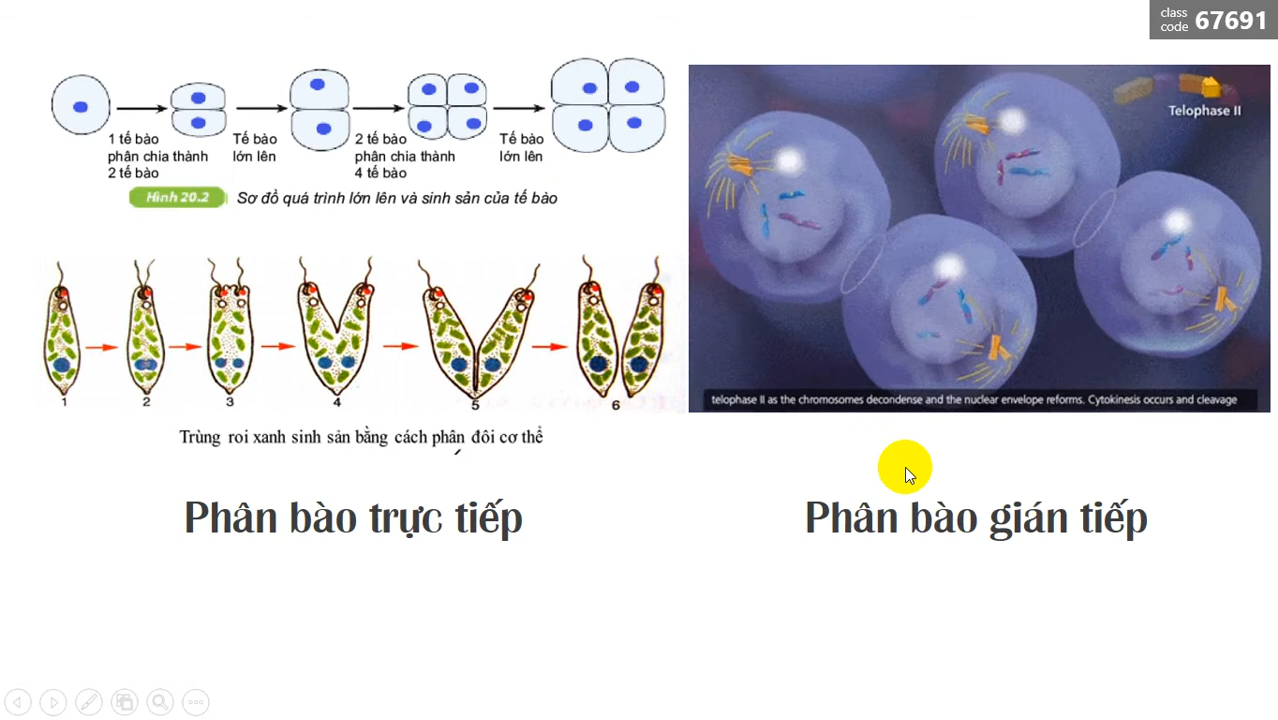 class
code 67691
1 tế bào
phân chia thành
2 tế bào
Tế bào
lớn lên
2 tế bào
phân chia thành
4 tế bào
Tế bào
lớn lên
Hình 20.2 Sơ đồ quá trình lớn lên và sinh sản của tế bào
Telophase II
telophase II as the chromosomes decondense and the nuclear envelope reforms. Cytokinesis occurs and cleavage
1 2 3 4 5 6
Trùng roi xanh sinh sản bằng cách phân đôi cơ thể
Phân bào trực tiếp
Phân bào gián tiếp